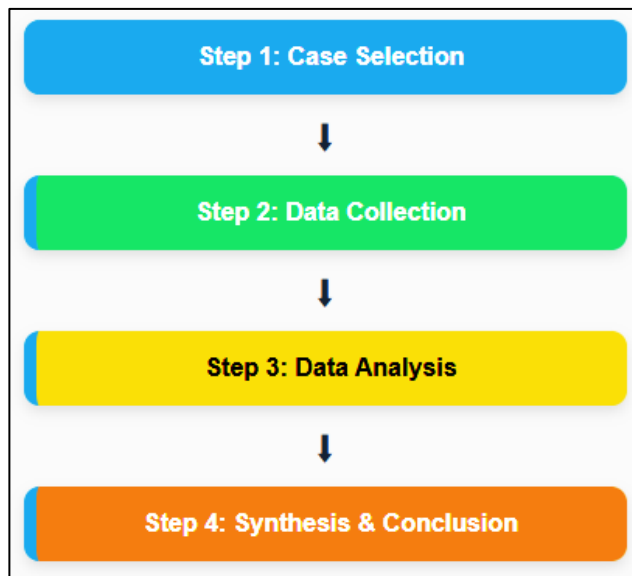 Step 1: Case Selection
Step 2: Data Collection
Step 3: Data Analysis
Step 4: Synthesis & Conclusion